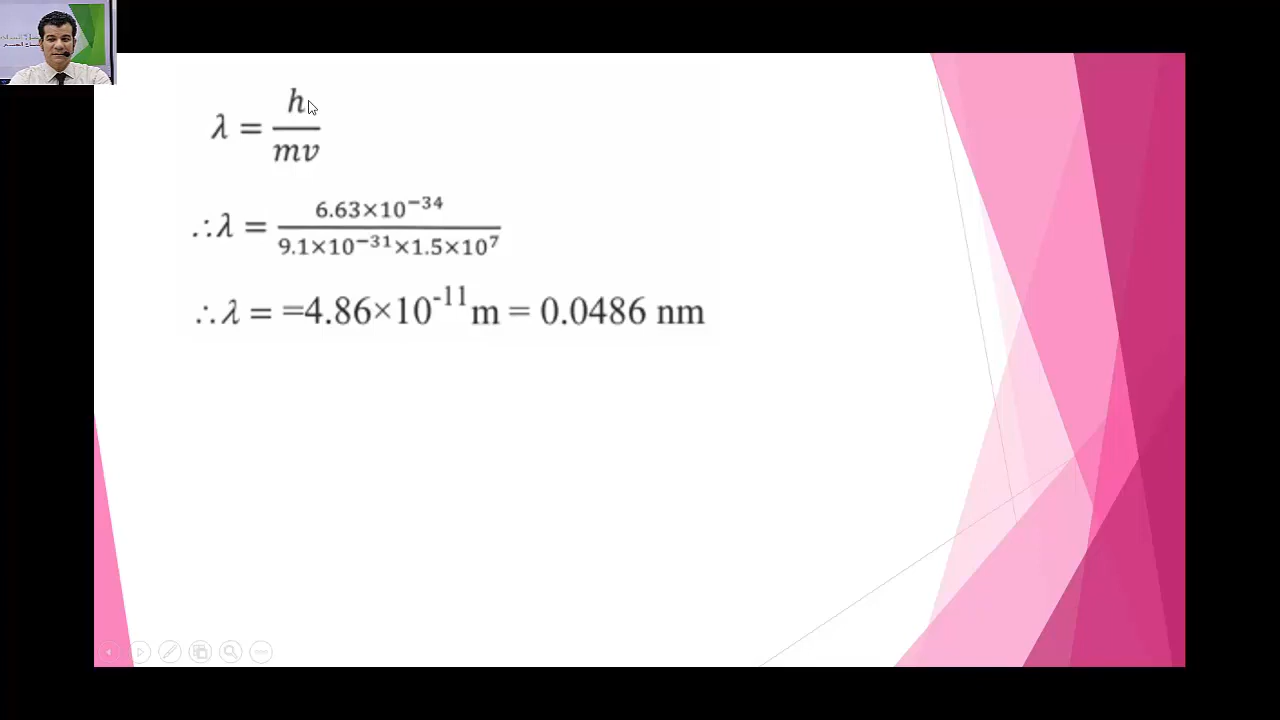 λ = h / mv
∴λ = 6.63×10⁻³⁴ / 9.1×10⁻³¹×1.5×10⁷
∴λ = =4.86×10⁻¹¹m = 0.0486 nm